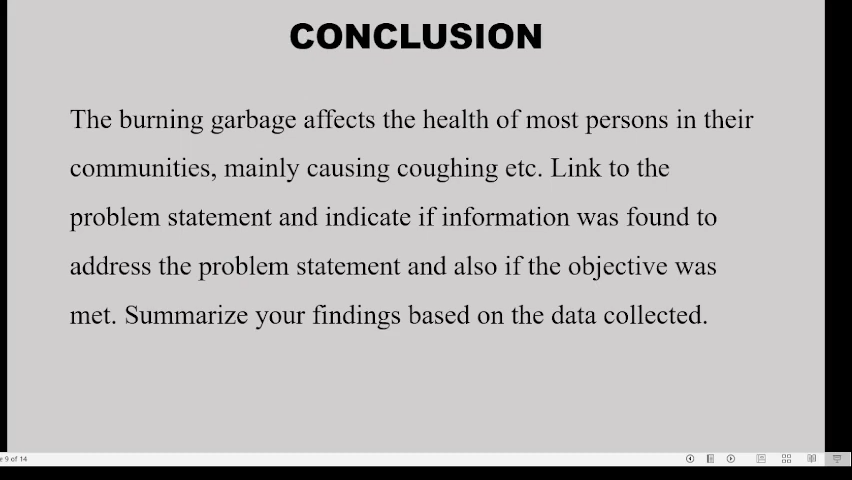 CONCLUSION
The burning garbage affects the health of most persons in their
communities, mainly causing coughing etc. Link to the
problem statement and indicate if information was found to
address the problem statement and also if the objective was
met. Summarize your findings based on the data collected.
9 of 14